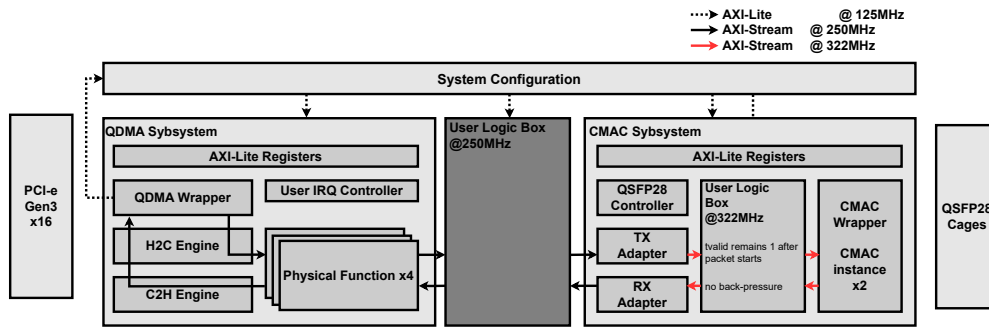 AXI-Lite @ 125MHz
AXI-Stream @ 250MHz
AXI-Stream @ 322MHz
System Configuration
PCI-e
Gen3
x16
QDMA Subsystem
AXI-Lite Registers
QDMA Wrapper
User IRQ Controller
H2C Engine
C2H Engine
Physical Function x4
User Logic Box
@250MHz
CMAC Subsystem
AXI-Lite Registers
QSFP28
Controller
TX
Adapter
RX
Adapter
User Logic
Box
@322MHz
tvalid remains 1 after
packet starts
no back-pressure
CMAC
Wrapper
CMAC
instance
x2
QSFP28
Cages